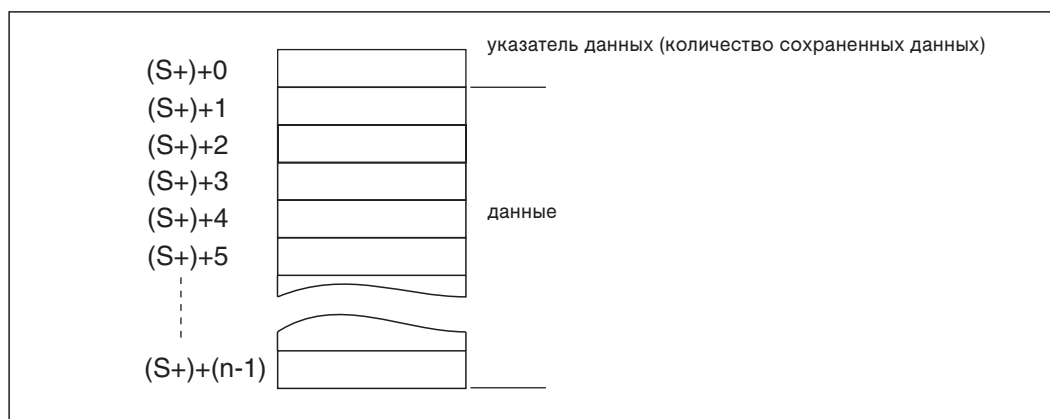 указатель данных (количество сохраненных данных)
(S+)+0
(S+)+1
(S+)+2
(S+)+3
(S+)+4
данные
(S+)+5
(S+)+(n-1)